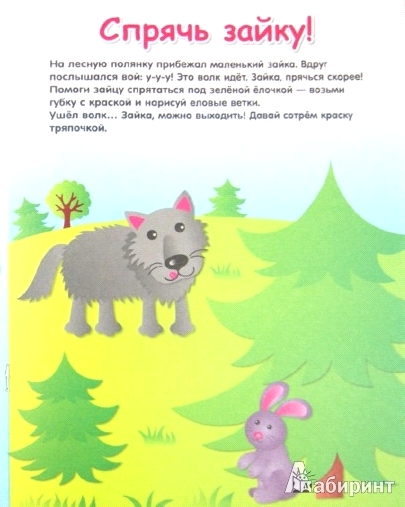 Спрячь зайку!
На лесную полянку прибежал маленький зайка. Вдруг
послышался вой: у-у-у! Это волк идёт. Зайка, прячься скорее!
Помоги зайцу спрятаться под зелёной ёлочкой — возьми
губку с краской и нарисуй еловые ветки.
Ушёл волк... Зайка, можно выходить! Давай сотрём краску
тряпочкой.
Лабиринт